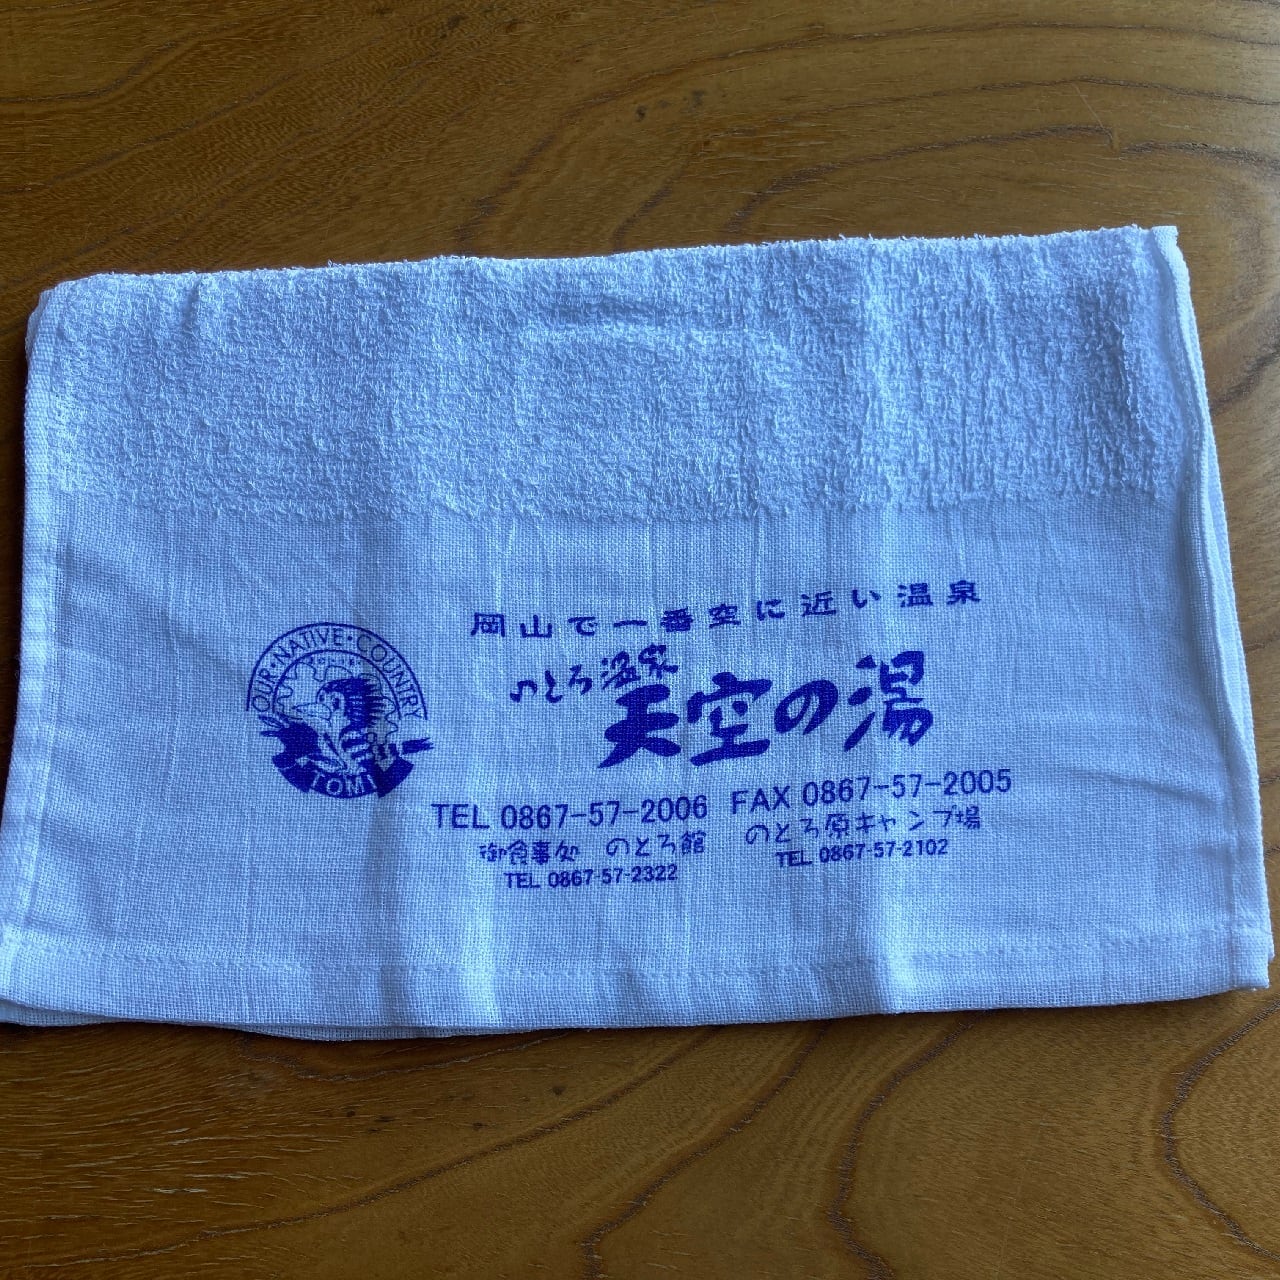 岡山で一番空に近い温泉
のとろ温泉
天空の湯
OUR・NATIVE・COUNTRY
TOMI
TEL 0867-57-2006 FAX 0867-57-2005
御食事処 のとろ館
TEL 0867-57-2322
のとろ原キャンプ場
TEL 0867-57-2102